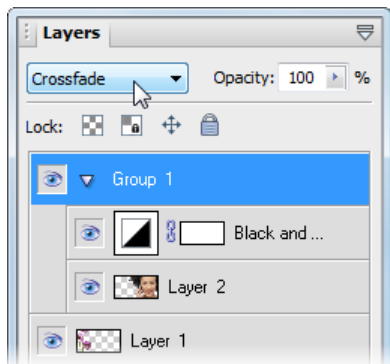 Layers
Crossfade Opacity: 100 %
Lock:
Group 1
Black and ...
Layer 2
Layer 1